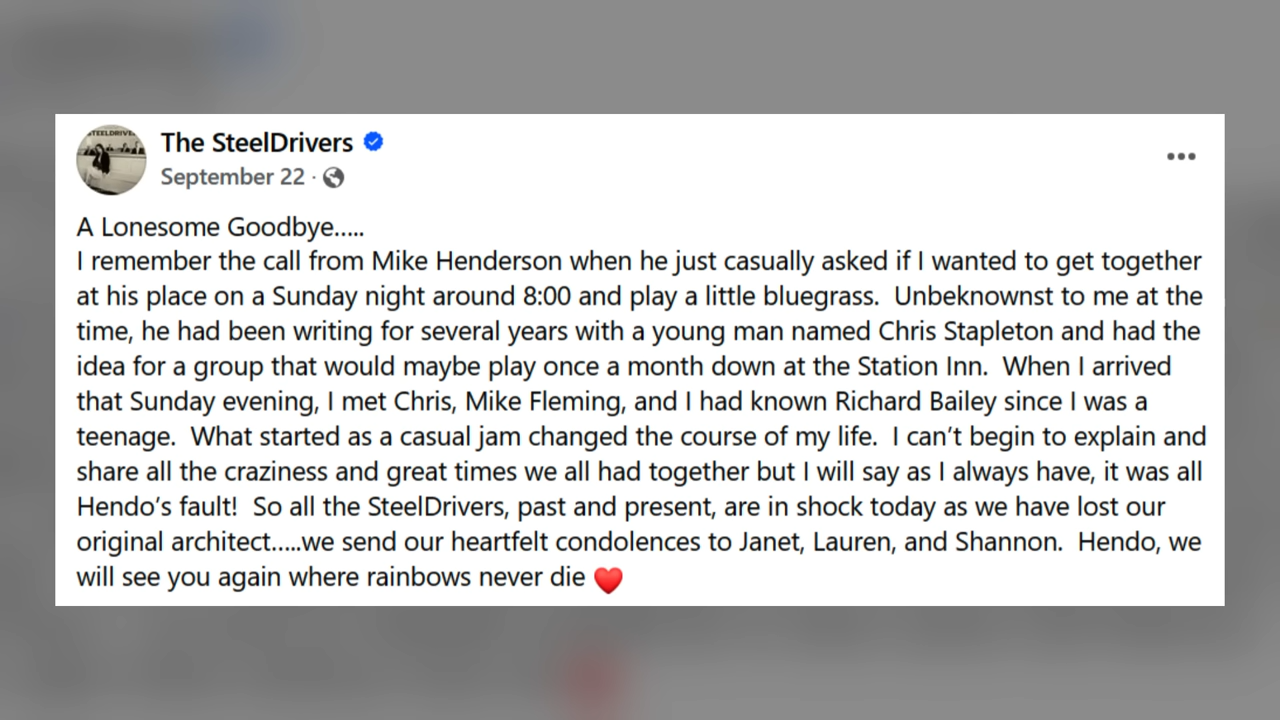 STEELDRIVE
The SteelDrivers
September 22 ·
A Lonesome Goodbye.....
I remember the call from Mike Henderson when he just casually asked if I wanted to get together
at his place on a Sunday night around 8:00 and play a little bluegrass.  Unbeknownst to me at the
time, he had been writing for several years with a young man named Chris Stapleton and had the
idea for a group that would maybe play once a month down at the Station Inn.  When I arrived
that Sunday evening, I met Chris, Mike Fleming, and I had known Richard Bailey since I was a
teenage.  What started as a casual jam changed the course of my life.  I can’t begin to explain and
share all the craziness and great times we all had together but I will say as I always have, it was all
Hendo’s fault!  So all the SteelDrivers, past and present, are in shock today as we have lost our
original architect.....we send our heartfelt condolences to Janet, Lauren, and Shannon.  Hendo, we
will see you again where rainbows never die ❤️